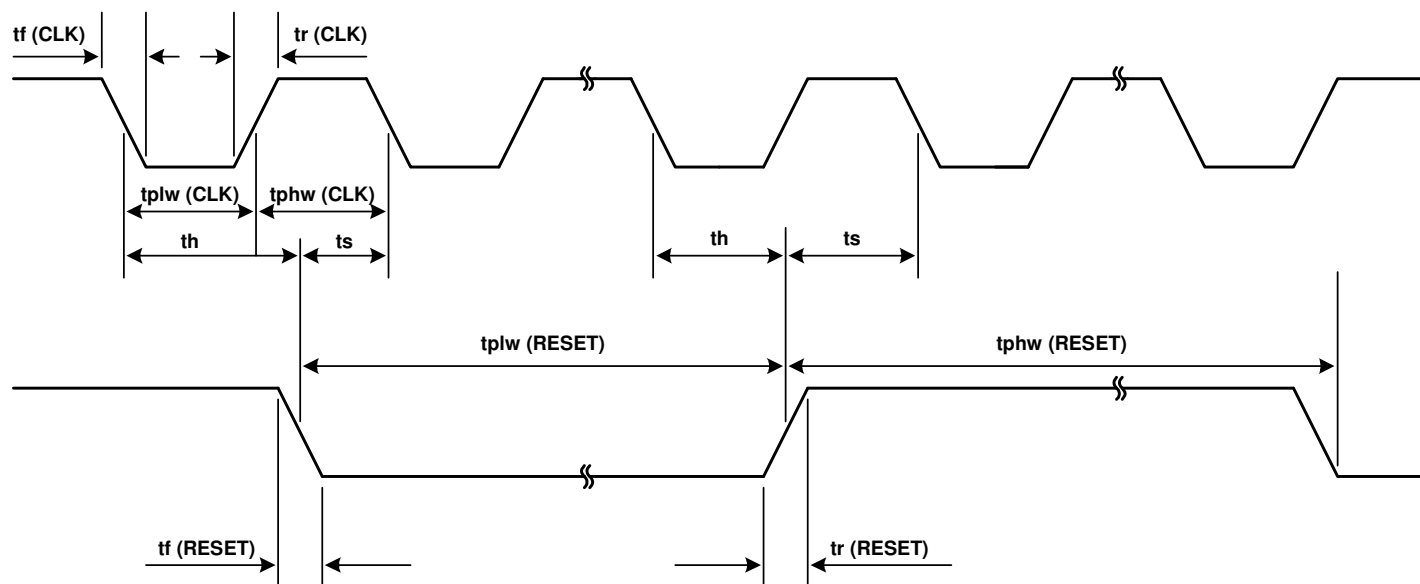 tf (CLK)
tr (CLK)
tplw (CLK)
tphw (CLK)
th
ts
th
ts
tplw (RESET)
tphw (RESET)
tf (RESET)
tr (RESET)